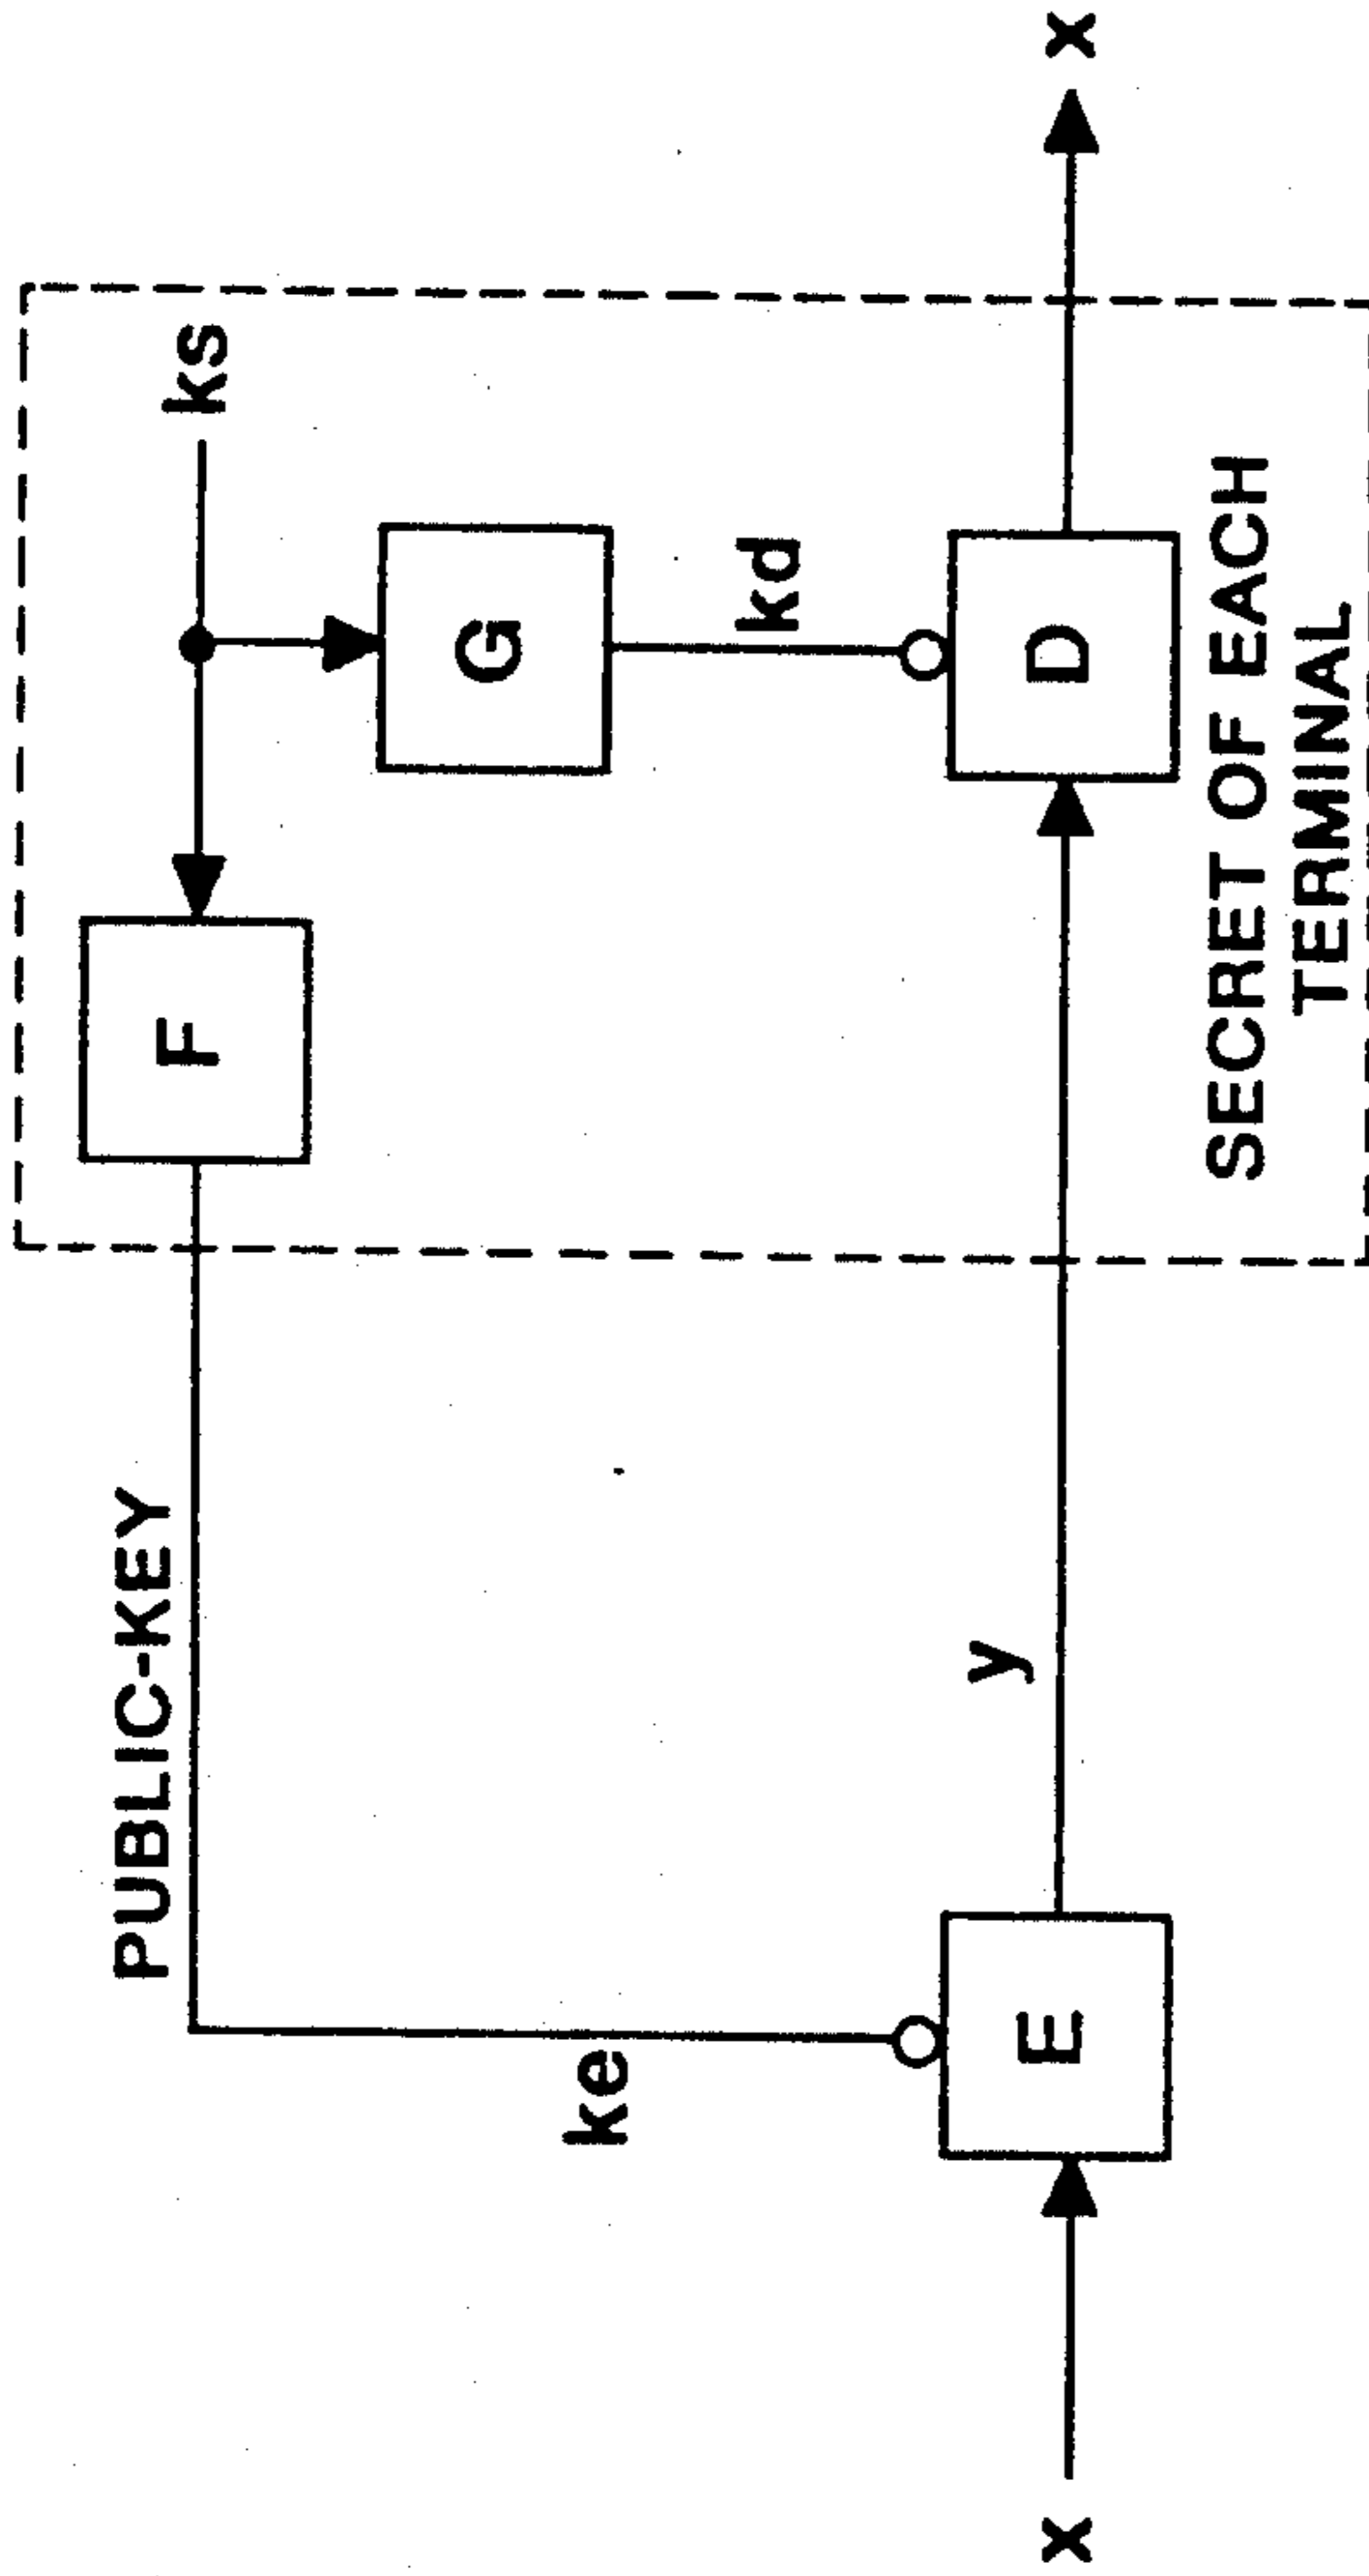 PUBLIC-KEY
F
ks
ke
G
kd
y
x
E
D
x
SECRET OF EACH
TERMINAL